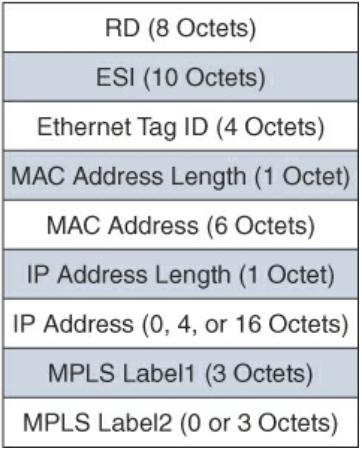 RD (8 Octets)
ESI (10 Octets)
Ethernet Tag ID (4 Octets)
MAC Address Length (1 Octet)
MAC Address (6 Octets)
IP Address Length (1 Octet)
IP Address (0, 4, or 16 Octets)
MPLS Label1 (3 Octets)
MPLS Label2 (0 or 3 Octets)